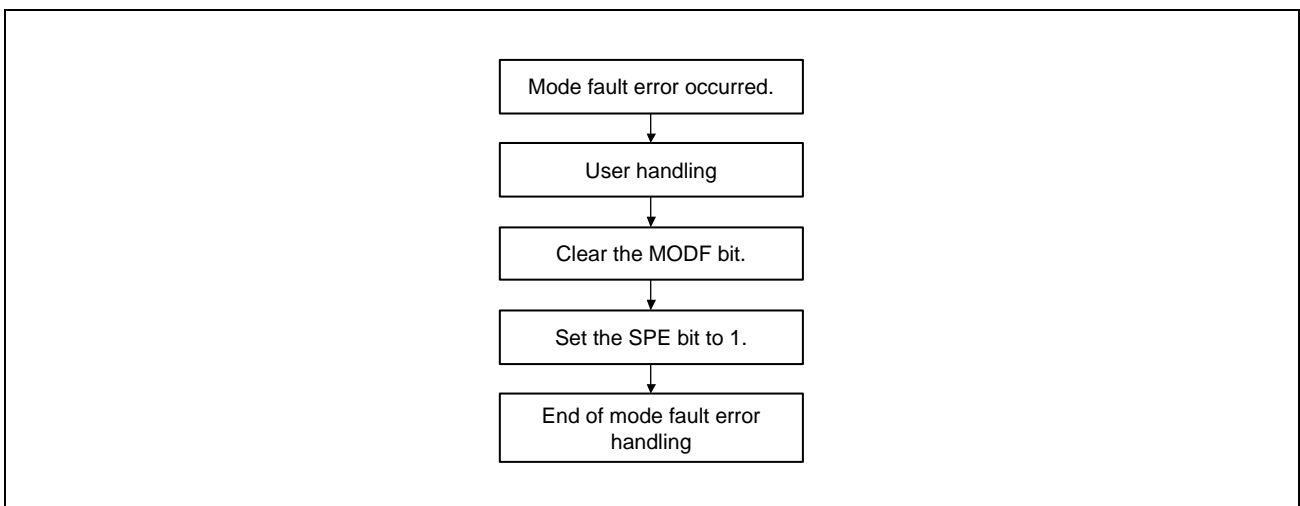 Mode fault error occurred.
User handling
Clear the MODF bit.
Set the SPE bit to 1.
End of mode fault error
handling